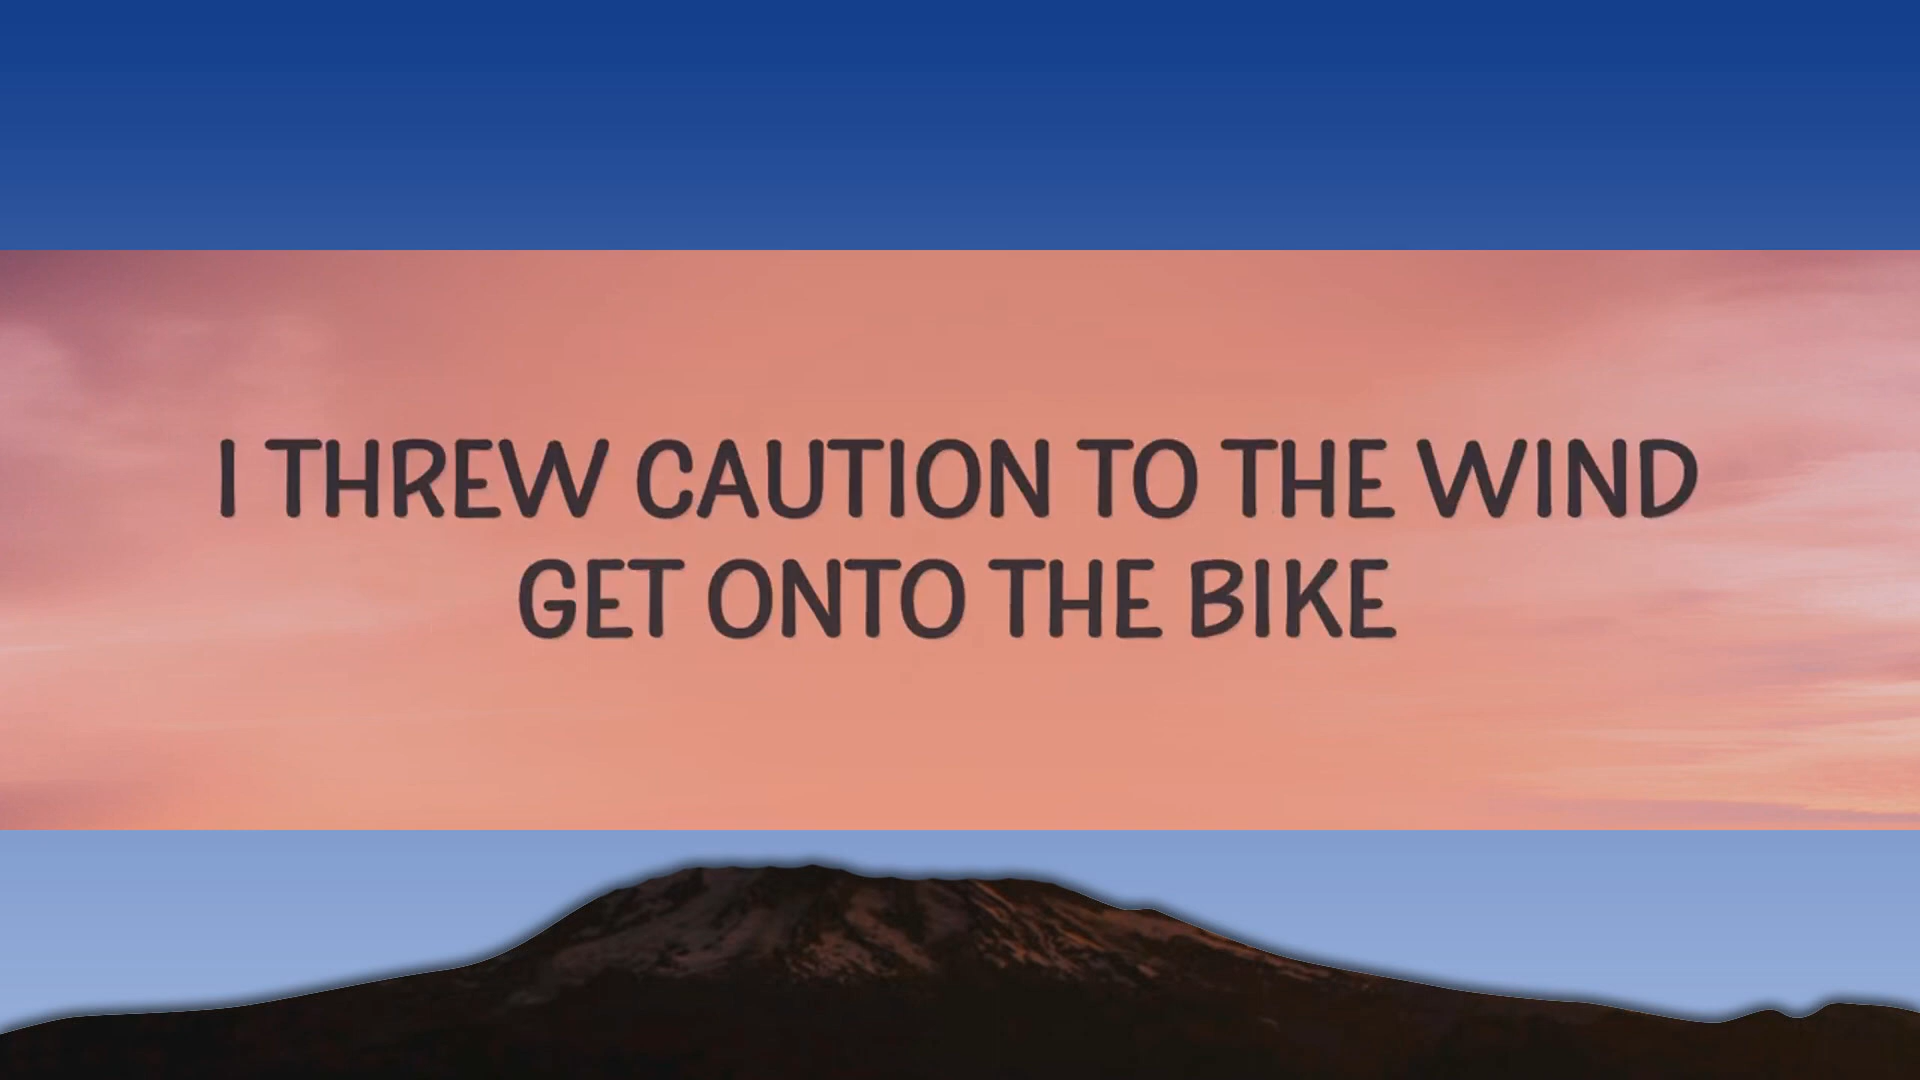 I THREW CAUTION TO THE WIND
GET ONTO THE BIKE